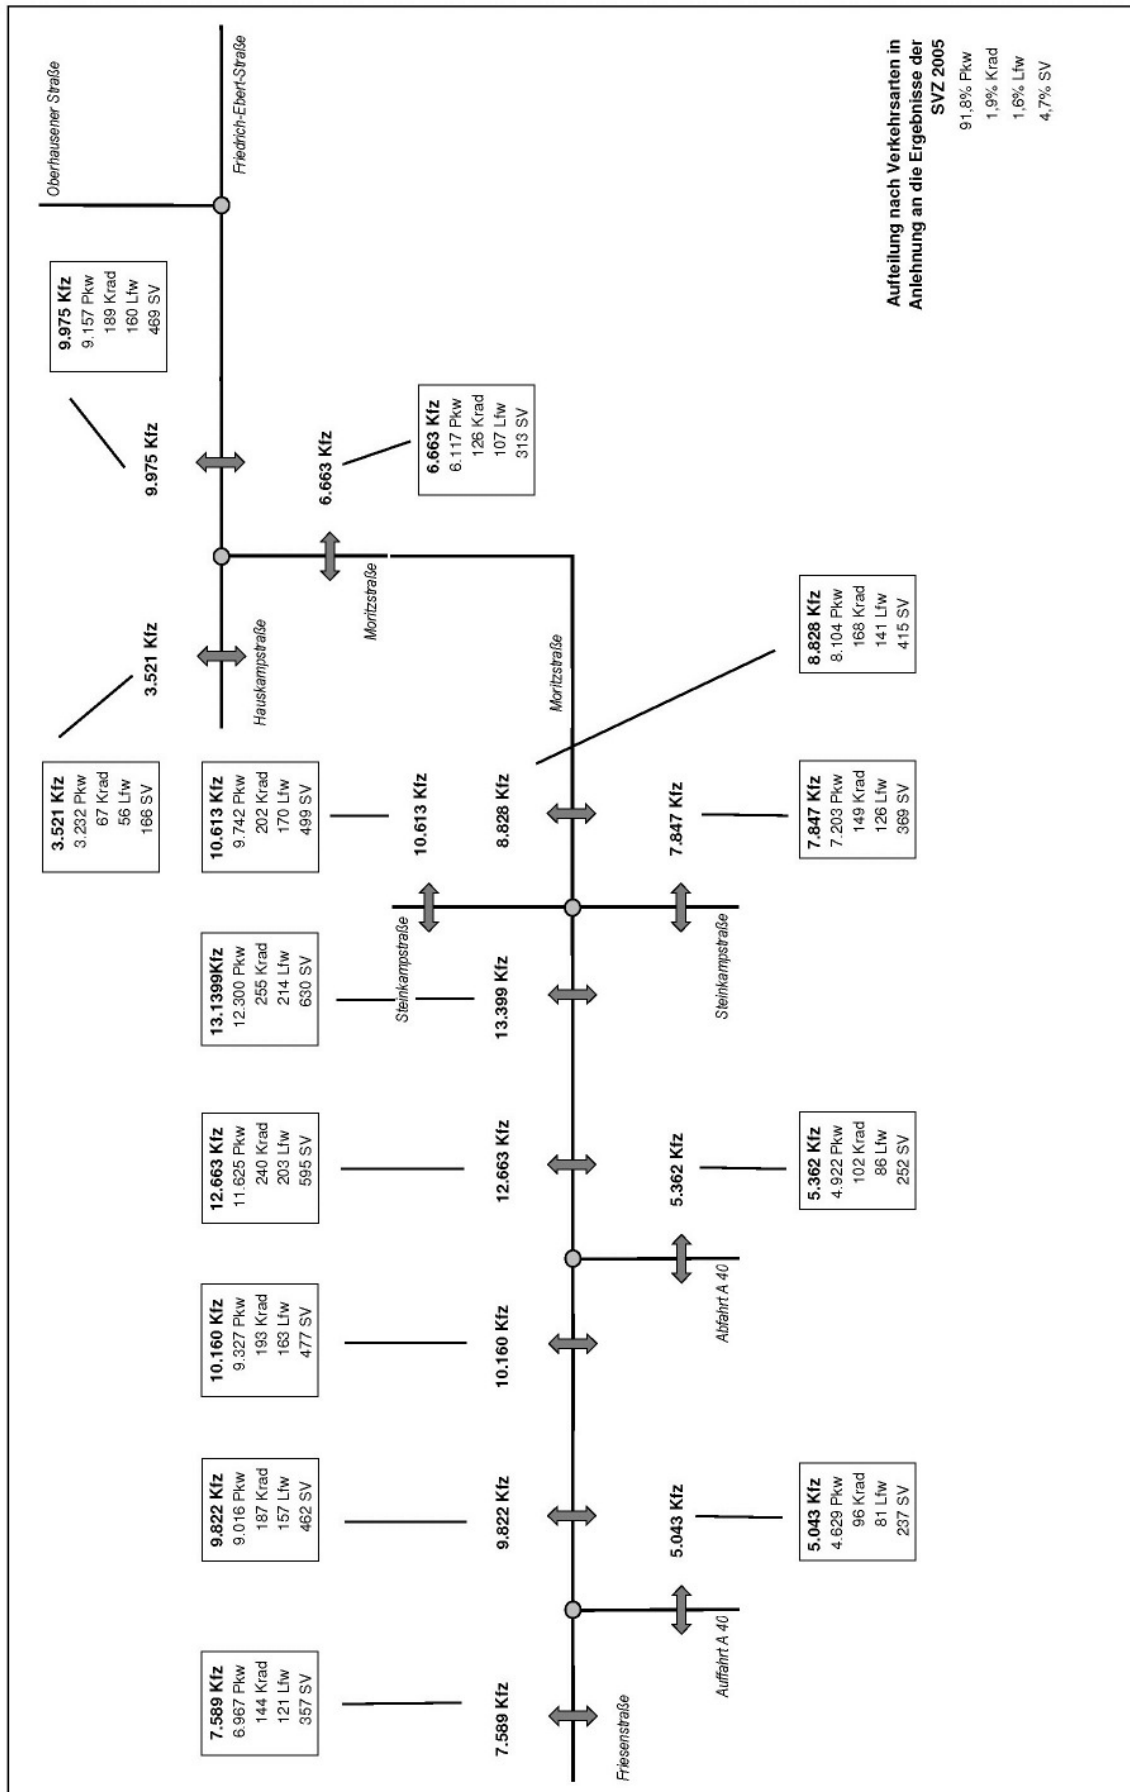 Oberhausener Straße
Friedrich-Ebert-Straße
9.975 Kfz
9.157 Pkw
189 Krad
160 Lfw
469 SV
9.975 Kfz
6.663 Kfz
6.663 Kfz
6.117 Pkw
126 Krad
107 Lfw
313 SV
3.521 Kfz
Hauskampstraße
Moritzstraße
3.521 Kfz
3.232 Pkw
67 Krad
56 Lfw
166 SV
10.613 Kfz
9.742 Pkw
202 Krad
170 Lfw
499 SV
10.613 Kfz
8.828 Kfz
Moritzstraße
8.828 Kfz
8.104 Pkw
168 Krad
141 Lfw
415 SV
7.847 Kfz
7.847 Kfz
7.203 Pkw
149 Krad
126 Lfw
369 SV
13.1399Kfz
12.300 Pkw
255 Krad
214 Lfw
630 SV
Steinkampstraße
13.399 Kfz
Steinkampstraße
12.663 Kfz
11.625 Pkw
240 Krad
203 Lfw
595 SV
12.663 Kfz
5.362 Kfz
5.362 Kfz
4.922 Pkw
102 Krad
86 Lfw
252 SV
10.160 Kfz
9.327 Pkw
193 Krad
163 Lfw
477 SV
10.160 Kfz
Abfahrt A 40
9.822 Kfz
9.016 Pkw
187 Krad
157 Lfw
462 SV
9.822 Kfz
5.043 Kfz
5.043 Kfz
4.629 Pkw
96 Krad
81 Lfw
237 SV
7.589 Kfz
6.967 Pkw
144 Krad
121 Lfw
357 SV
7.589 Kfz
Auffahrt A 40
Friesenstraße
Aufteilung nach Verkehrsarten in
Anlehnung an die Ergebnisse der
SVZ 2005
91,8% Pkw
1,9% Krad
1,6% Lfw
4,7% SV